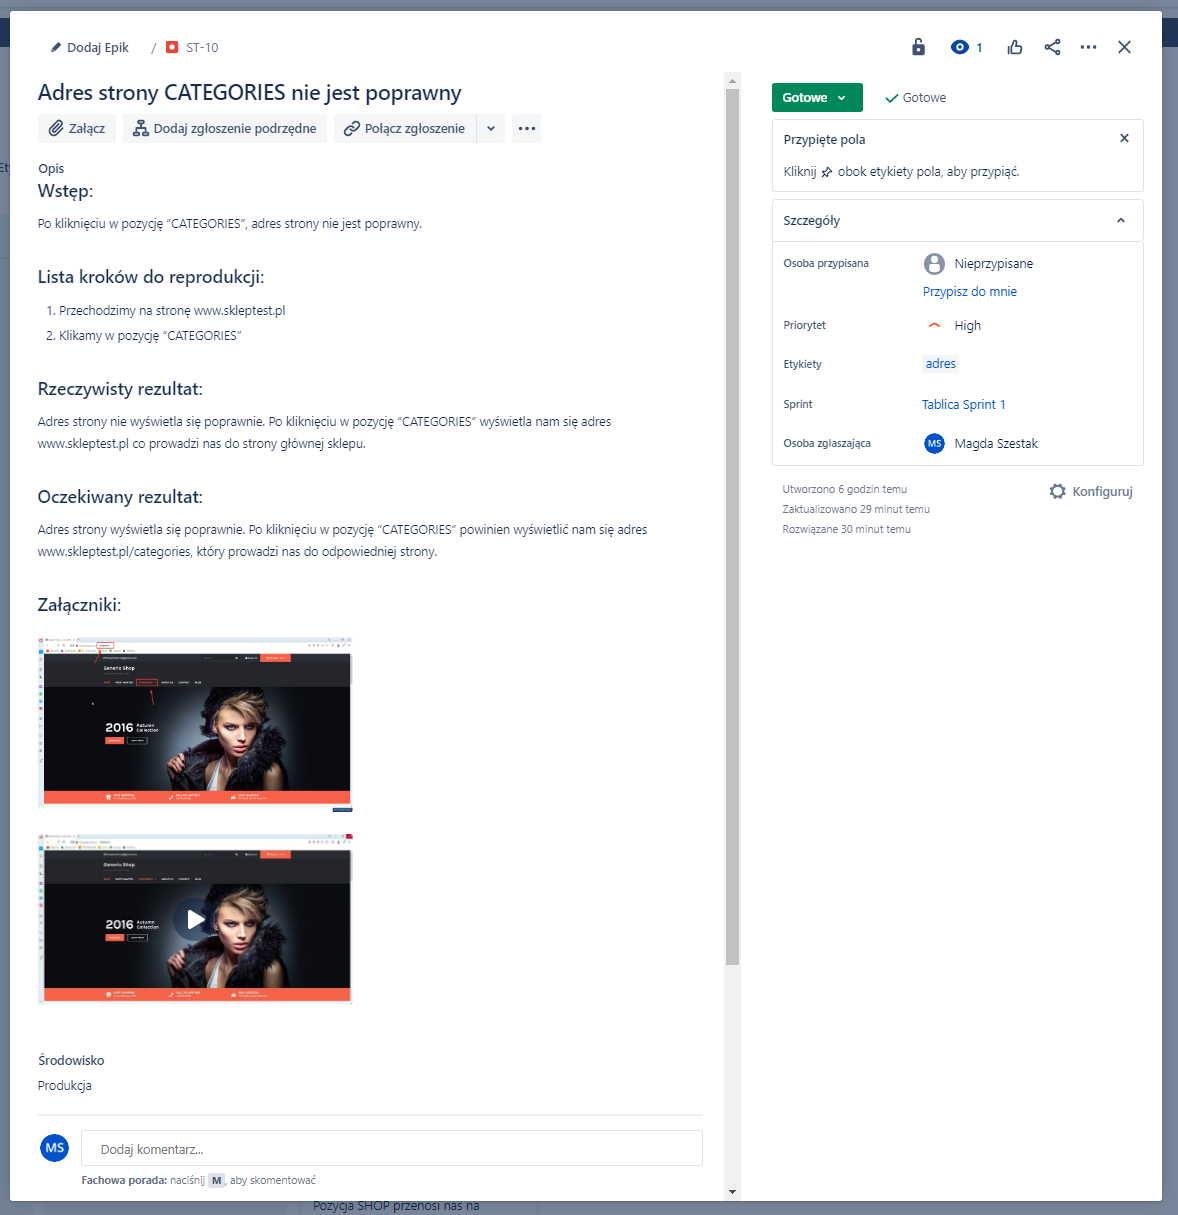 Dodaj Epik / ST-10
1
Adres strony CATEGORIES nie jest poprawny
Załącz
Dodaj zgłoszenie podrzędne
Połącz zgłoszenie
Opis
Wstęp:
Po kliknięciu w pozycję “CATEGORIES”, adres strony nie jest poprawny.
Lista kroków do reprodukcji:
1. Przechodzimy na stronę www.skleptest.pl
2. Klikamy w pozycję “CATEGORIES”
Rzeczywisty rezultat:
Adres strony nie wyświetla się poprawnie. Po kliknięciu w pozycję “CATEGORIES” wyświetla nam się adres
www.skleptest.pl co prowadzi nas do strony głównej sklepu.
Oczekiwany rezultat:
Adres strony wyświetla się poprawnie. Po kliknięciu w pozycję “CATEGORIES” powinien wyświetlić nam się adres
www.skleptest.pl/categories, który prowadzi nas do odpowiedniej strony.
Załączniki:
Generic Shop
2016 Autumn
Collection
Generic Shop
2016 Autumn
Collection
Środowisko
Produkcja
MS
Dodaj komentarz...
Fachowa porada: naciśnij M, aby skomentować
Gotowe
Gotowe
Przypięte pola
Kliknij obok etykiety pola, aby przypiąć.
Szczegóły
Osoba przypisana
Nieprzypisane
Przypisz do mnie
Priorytet
High
Etykiety
adres
Sprint
Tablica Sprint 1
Osoba zgłaszająca
MS Magda Szestak
Utworzono 6 godzin temu
Zaktualizowano 29 minut temu
Rozwiązane 30 minut temu
Konfiguruj
Pozycja SHOP przenosi nas na